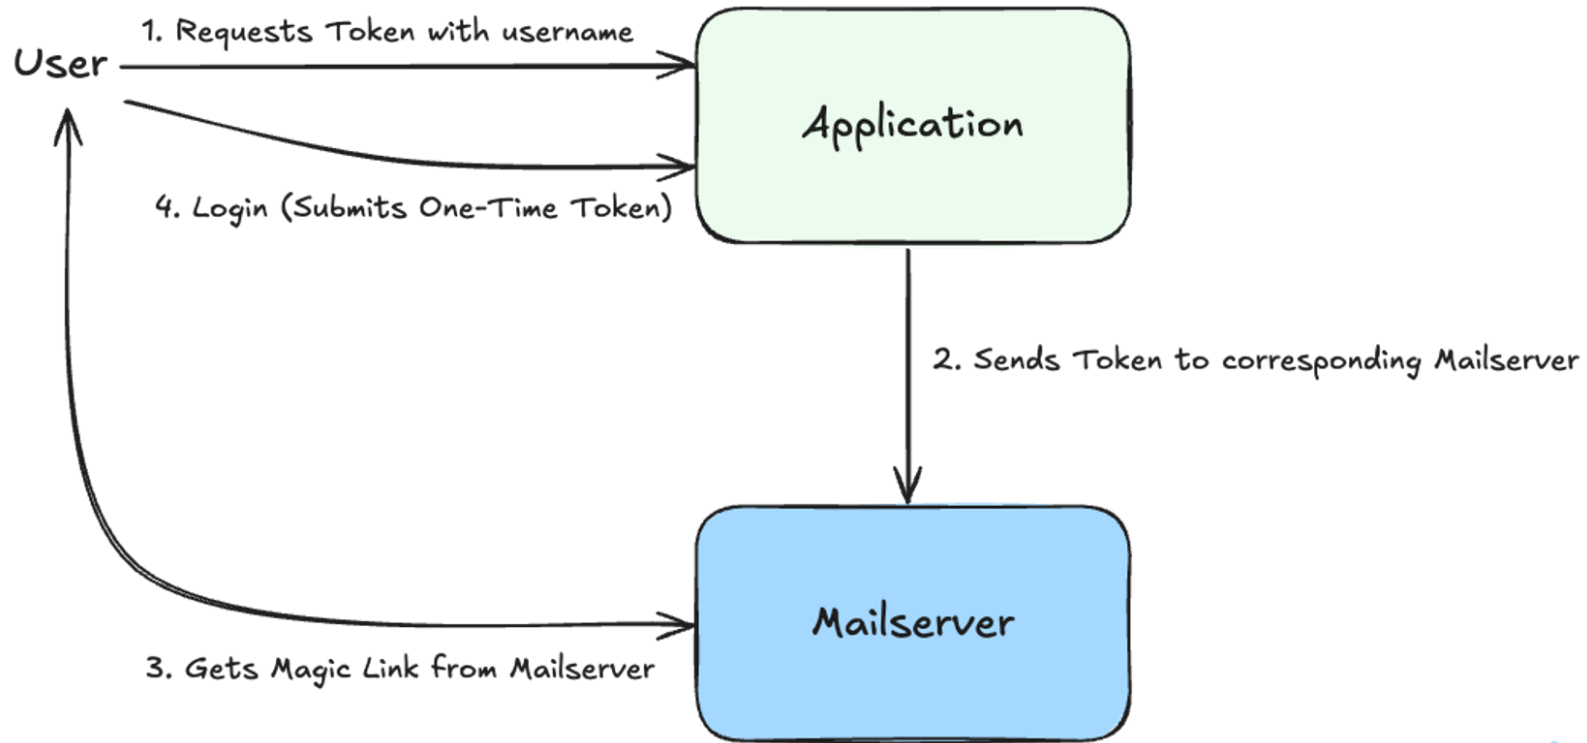 1. Requests Token with username
User
Application
4. Login (Submits One-Time Token)
2. Sends Token to corresponding Mailserver
Mailserver
3. Gets Magic Link from Mailserver